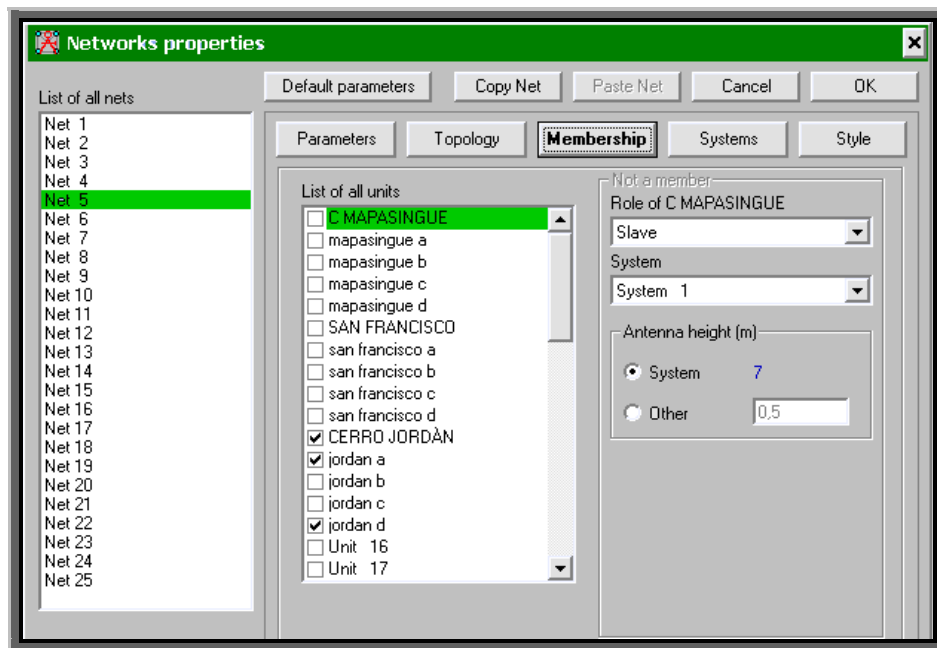 Networks properties
Default parameters Copy Net Paste Net Cancel OK
List of all nets
Net 1
Net 2
Net 3
Net 4
Net 5
Net 6
Net 7
Net 8
Net 9
Net 10
Net 11
Net 12
Net 13
Net 14
Net 15
Net 16
Net 17
Net 18
Net 19
Net 20
Net 21
Net 22
Net 23
Net 24
Net 25
Parameters Topology Membership Systems Style
List of all units
C MAPASINGUE
mapasingue a
mapasingue b
mapasingue c
mapasingue d
SAN FRANCISCO
san francisco a
san francisco b
san francisco c
san francisco d
CERRO JORDÀN
jordan a
jordan b
jordan c
jordan d
Unit 16
Unit 17
Not a member
Role of C MAPASINGUE
Slave
System
System 1
Antenna height (m)
System 7
Other 0,5